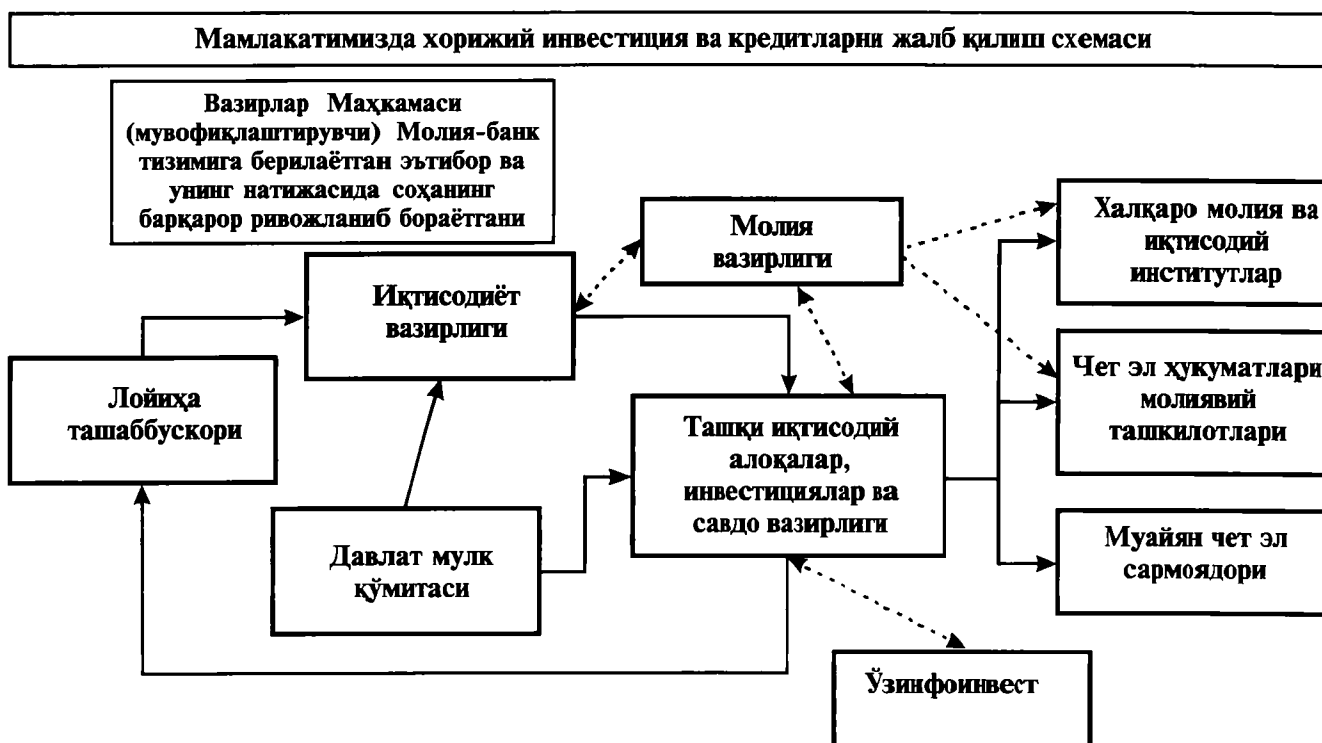 Мамлакатимизда хорижий инвестиция ва кредитларни жалб қилиш схемаси
Вазирлар Маҳкамаси
(мувофиқлаштирувчи) Молия-банк
тизимига берилаётган эътибор ва
унинг натижасида соҳанинг
барқарор ривожланиб бораётгани
Молия
вазирлиги
Халқаро молия ва
иқтисодий
институтлар
Иқтисодиёт
вазирлиги
Лойиҳа
ташаббускори
Чет эл ҳукуматлари
молиявий
ташкилотлари
Ташқи иқтисодий
алоқалар,
инвестициялар ва
савдо вазирлиги
Давлат мулк
қўмитаси
Муайян чет эл
сармоядори
Ўзинфоинвест